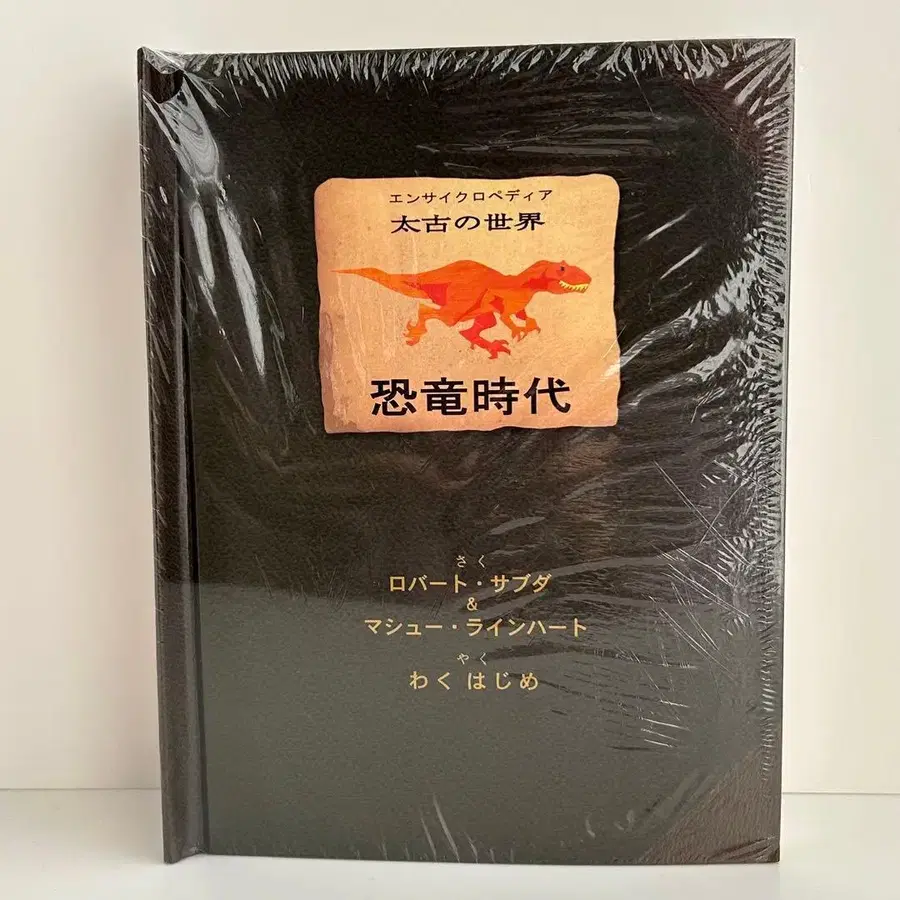 エンサイクロペディア
太古の世界
恐竜時代
さく
ロバート・サブダ
&
マシュー・ラインハート
やく
わく はじめ